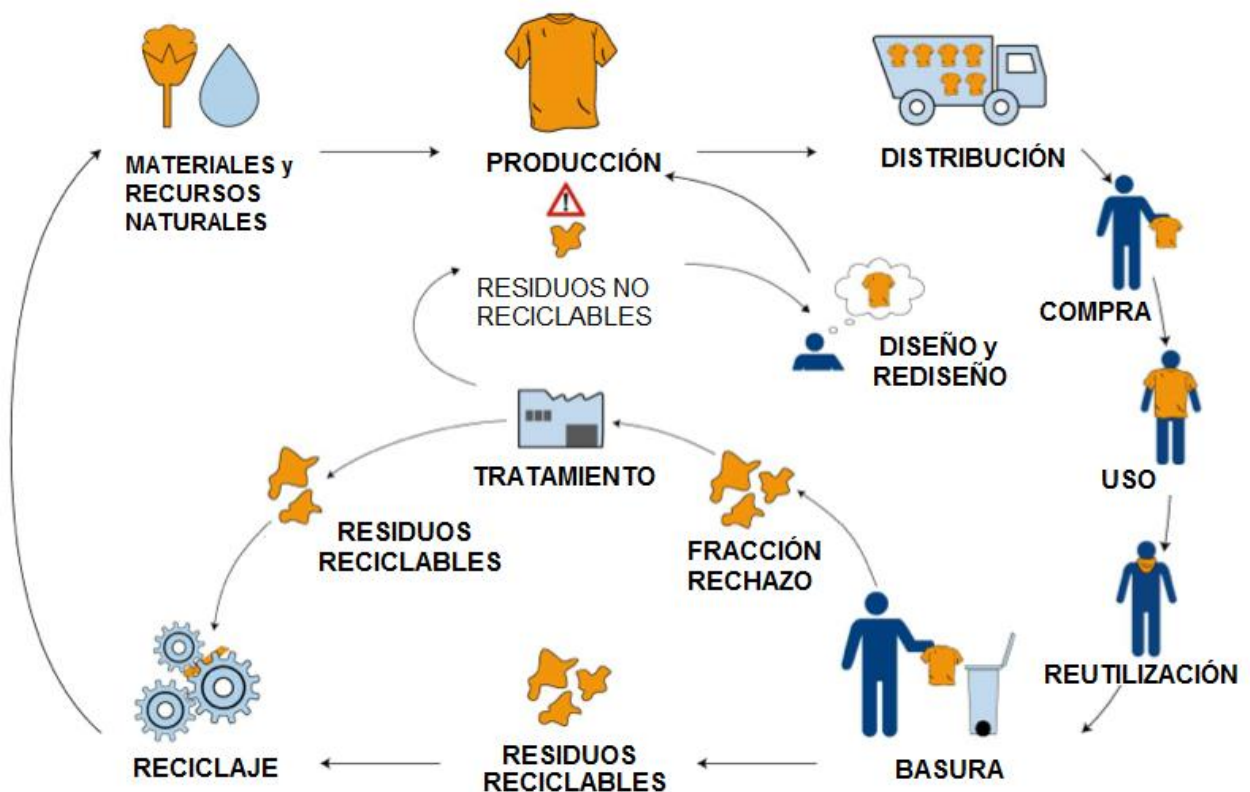 MATERIALES y
RECURSOS
NATURALES
PRODUCCIÓN
DISTRIBUCIÓN
COMPRA
USO
REUTILIZACIÓN
BASURA
RESIDUOS
RECICLABLES
RECICLAJE
FRACCIÓN
RECHAZO
TRATAMIENTO
RESIDUOS
RECICLABLES
RESIDUOS NO
RECICLABLES
DISEÑO y
REDISEÑO
!